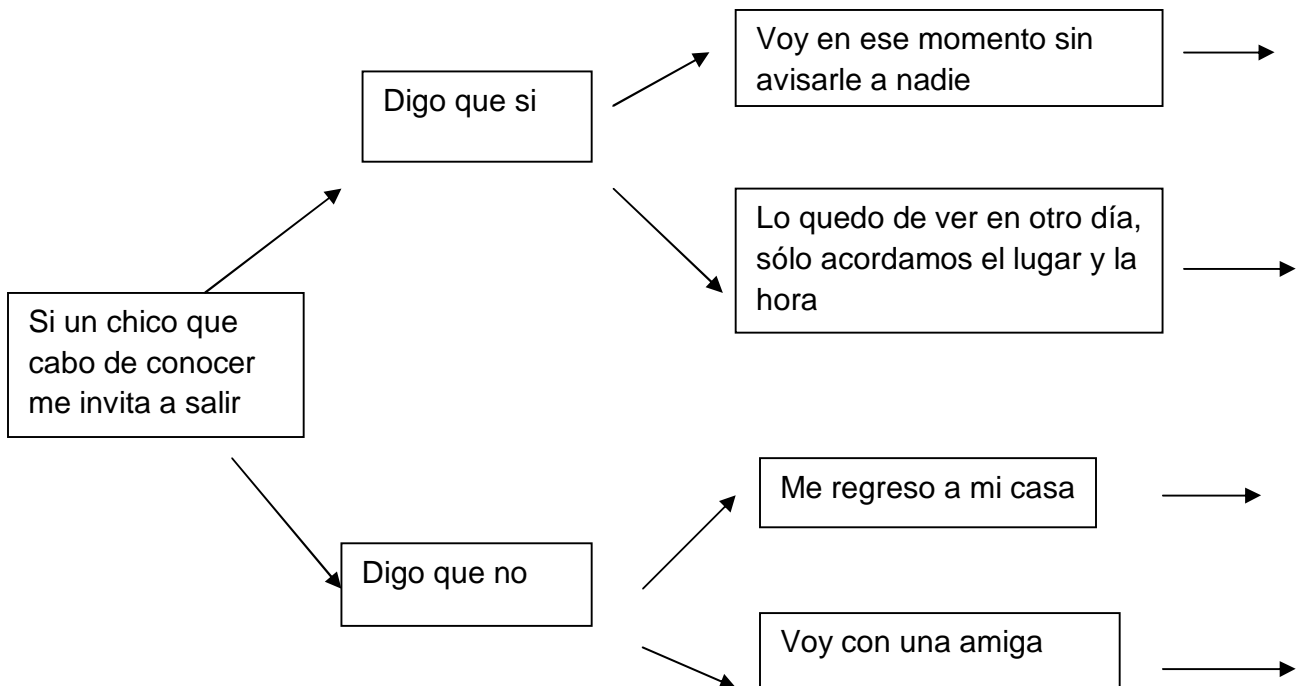 Voy en ese momento sin
avisarle a nadie
Digo que si
Lo quedo de ver en otro día,
sólo acordamos el lugar y la
hora
Si un chico que
cabo de conocer
me invita a salir
Me regreso a mi casa
Digo que no
Voy con una amiga